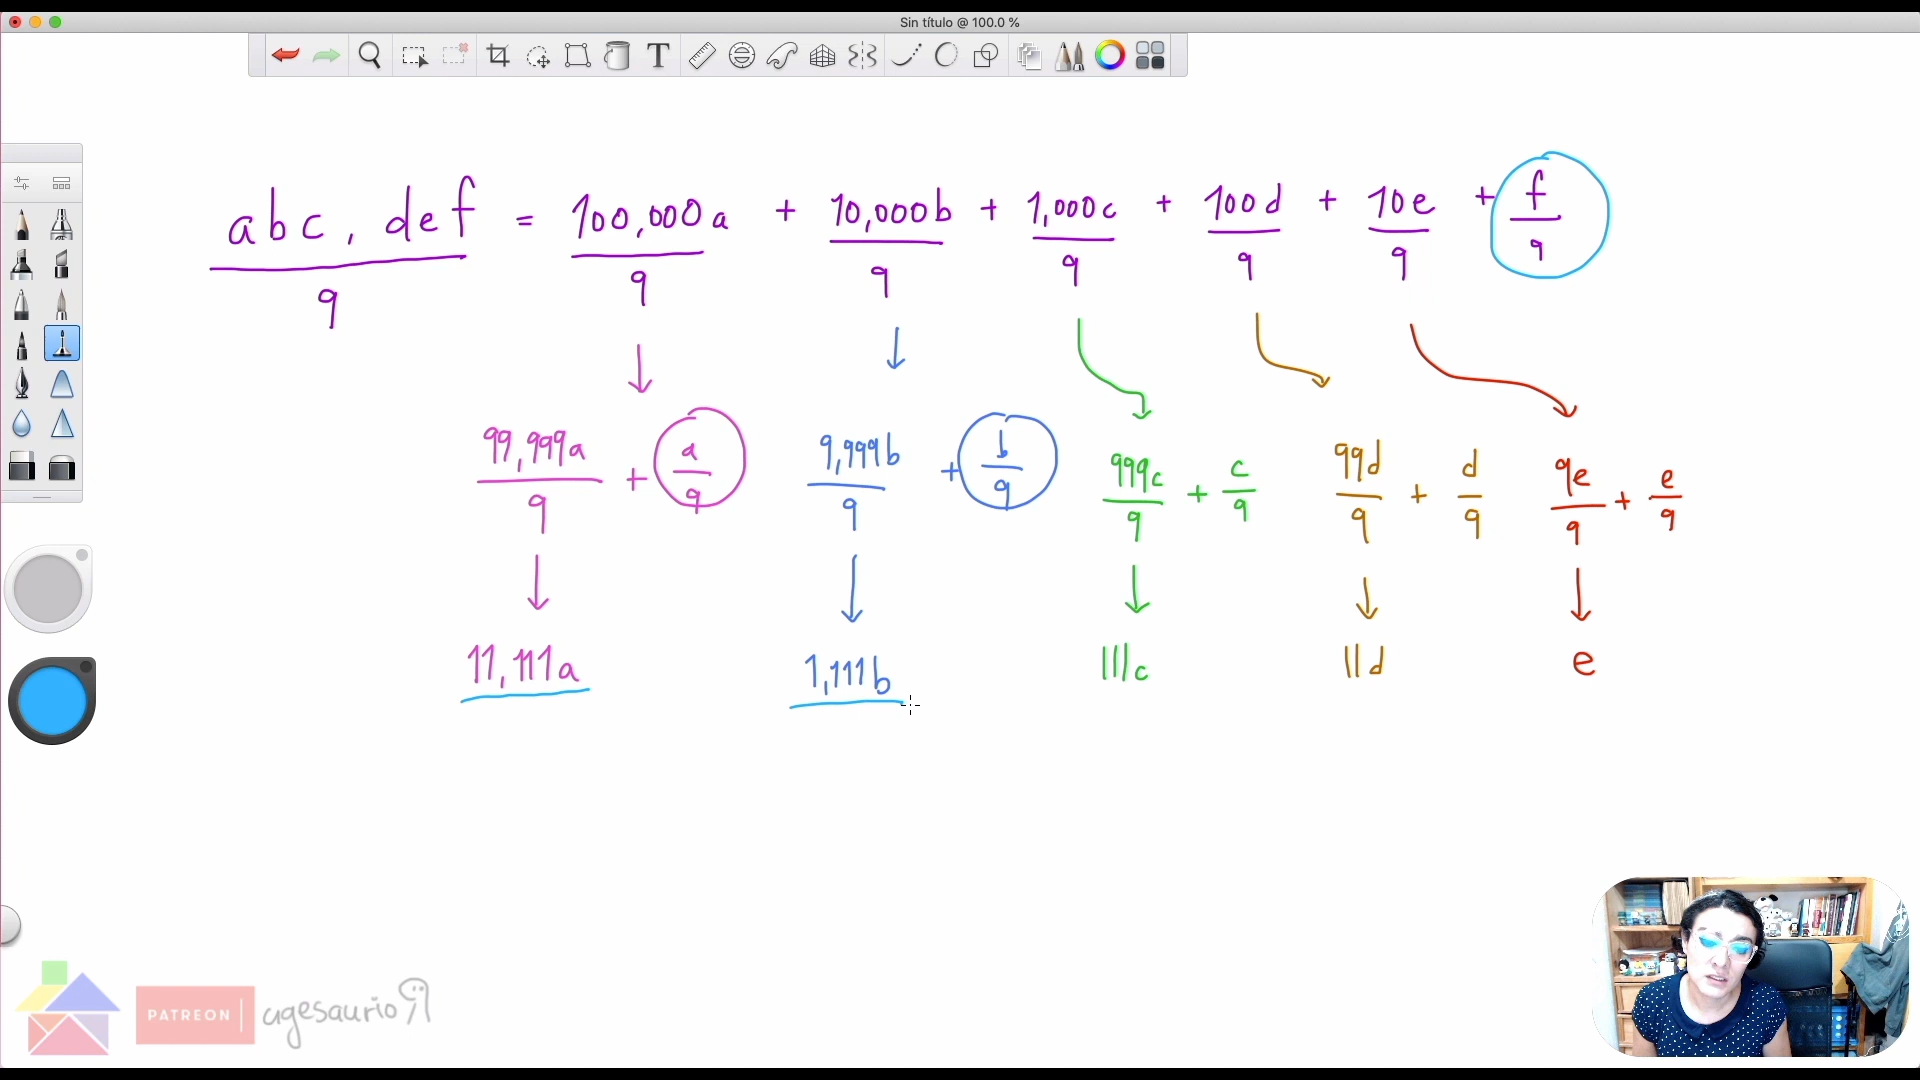 Sin título @ 100.0 %
abc, def / 9 = 100,000a / 9 + 10,000b / 9 + 1,000c / 9 + 100d / 9 + 10e / 9 + f / 9
99,999a / 9 + a / 9 9,999b / 9 + b / 9 999c / 9 + c / 9 99d / 9 + d / 9 9e / 9 + e / 9
11,111a 1,111b 111c 11d e
PATREON | agesaurio